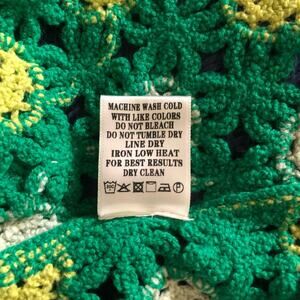 MACHINE WASH COLD
WITH LIKE COLORS
DO NOT BLEACH
DO NOT TUMBLE DRY
LINE DRY
IRON LOW HEAT
FOR BEST RESULTS
DRY CLEAN